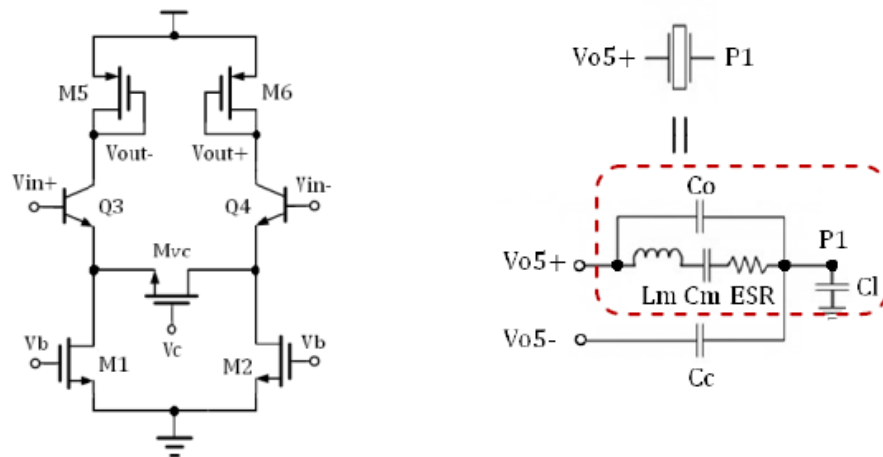 M5
M6
Vout-
Vout+
Vin+
Q3
Q4
Vin-
Mvc
Vc
Vb
M1
M2
Vb
Vo5+
P1
Co
P1
Vo5+
Lm Cm ESR
Cl
Vo5-
Cc